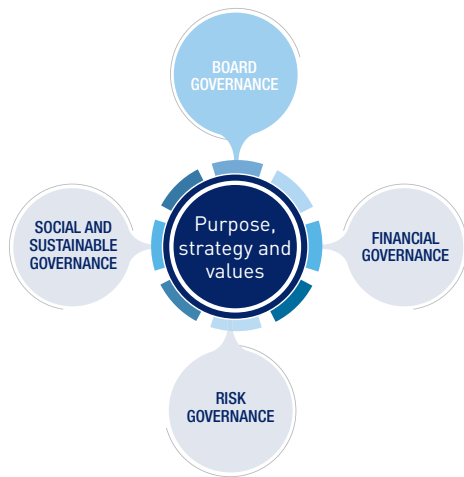 BOARD
GOVERNANCE
SOCIAL AND
SUSTAINABLE
GOVERNANCE
Purpose,
strategy and
values
FINANCIAL
GOVERNANCE
RISK
GOVERNANCE